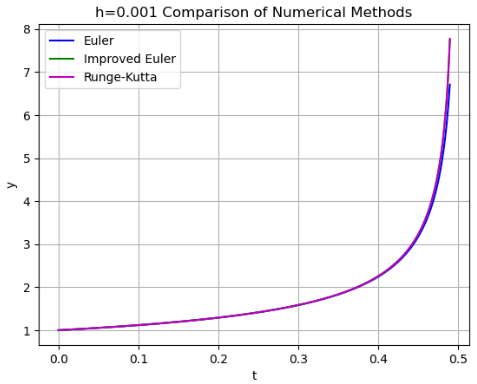 h=0.001 Comparison of Numerical Methods
Euler
Improved Euler
Runge-Kutta
8
7
6
5
4
3
2
1
y
0.0 0.1 0.2 0.3 0.4 0.5
t